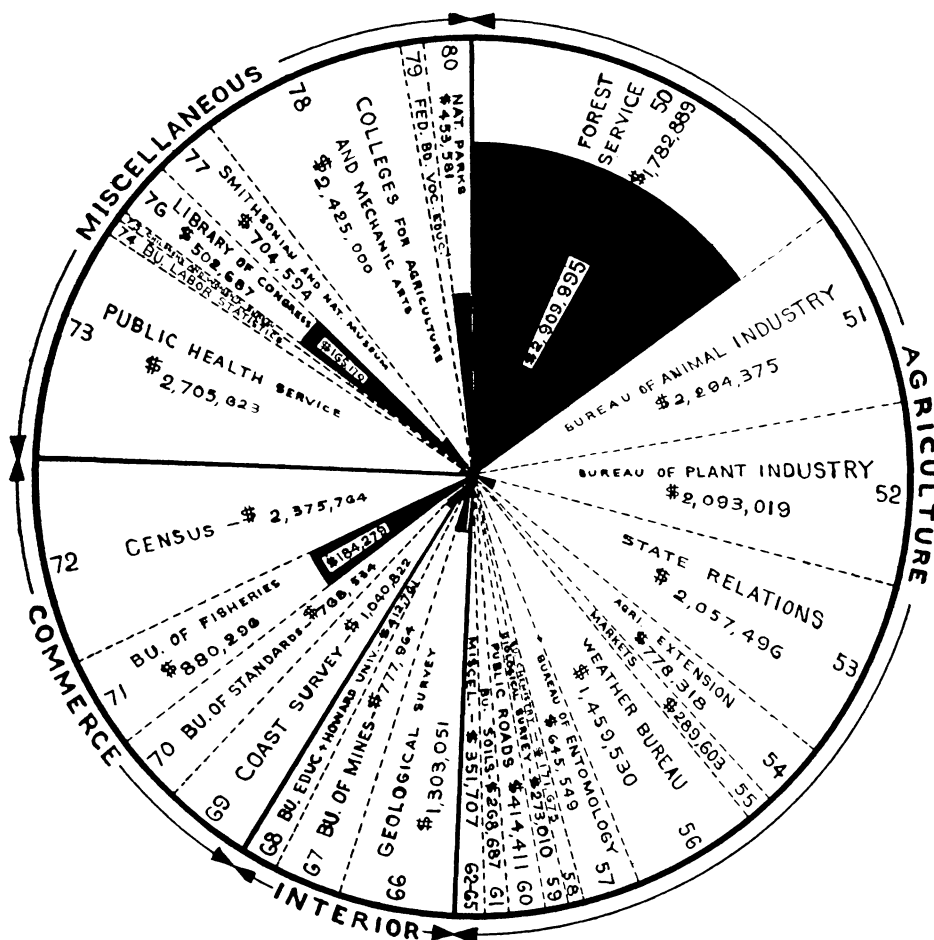 MISCELLANEOUS
AGRICULTURE
COMMERCE
INTERIOR
50
FOREST
SERVICE
$1,782,889
$2,909,995
51
BUREAU OF ANIMAL INDUSTRY
$2,294,375
52
BUREAU OF PLANT INDUSTRY
$2,093,019
53
STATE RELATIONS
$2,057,496
54
AGRI. EXTENSION
$778,318
55
MARKETS $289,603
56
WEATHER BUREAU
$1,459,530
57
BUREAU OF ENTOMOLOGY
$645,549
58
59
BIOLOGICAL SURVEY $273,010
60
PUBLIC ROADS $414,411
61
BU. SOILS $268,687
62-65
MISCEL - $351,707
66
GEOLOGICAL SURVEY
$1,303,051
67 BU. OF MINES-$777,964
68 BU. EDUC + HOWARD UNIV.-
69
COAST SURVEY-$1,040,822
70
BU. OF STANDARDS-
71
BU. OF FISHERIES
$880,296
$184,279
72
CENSUS -$2,375,764
73
PUBLIC HEALTH SERVICE
$2,705,823
74 BU. LABOR STATISTICS
76
LIBRARY OF CONGRESS
$502,687
77
SMITHSONIAN AND NAT. MUSEUM
$704,594
78
COLLEGES FOR AGRICULTURE
AND MECHANIC ARTS
$2,425,000
79
FED. BD. VOC. EDUC.
80
NAT. PARKS
$453,581